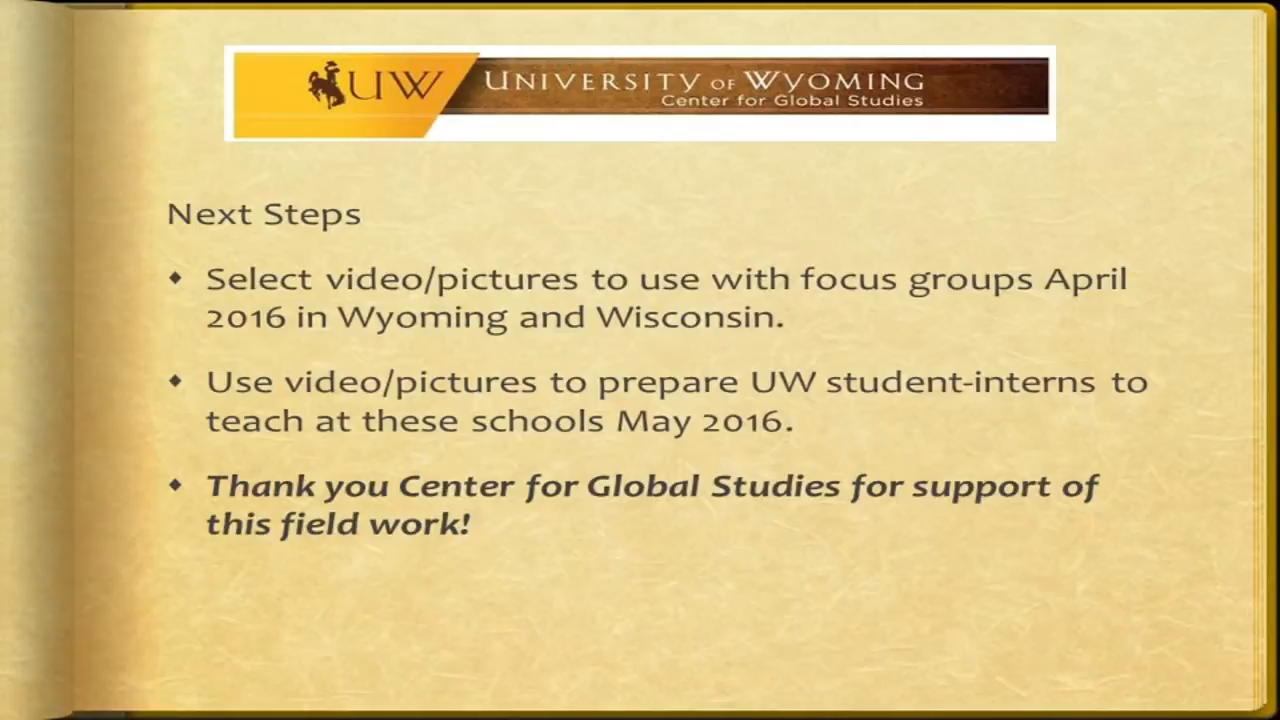 UW UNIVERSITY OF WYOMING
Center for Global Studies
Next Steps
Select video/pictures to use with focus groups April
2016 in Wyoming and Wisconsin.
Use video/pictures to prepare UW student-interns to
teach at these schools May 2016.
Thank you Center for Global Studies for support of
this field work!